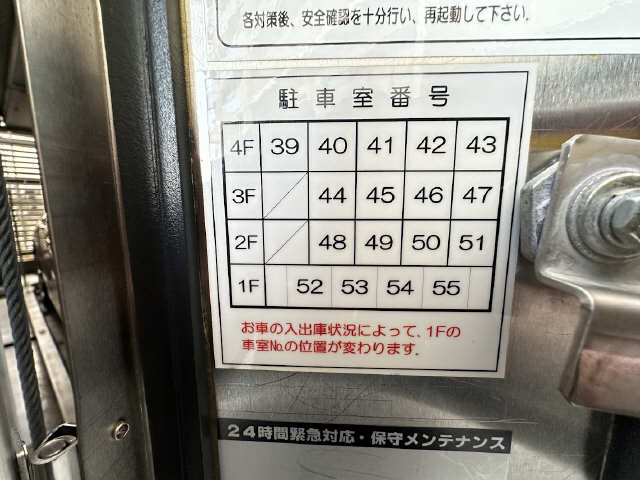 各対策後、安全確認を十分行い、再起動して下さい。
駐車室番号
4F 39 40 41 42 43
3F 44 45 46 47
2F 48 49 50 51
1F 52 53 54 55
お車の入出庫状況によって、1Fの
車室No.の位置が変わります。
24時間緊急対応・保守メンテナンス